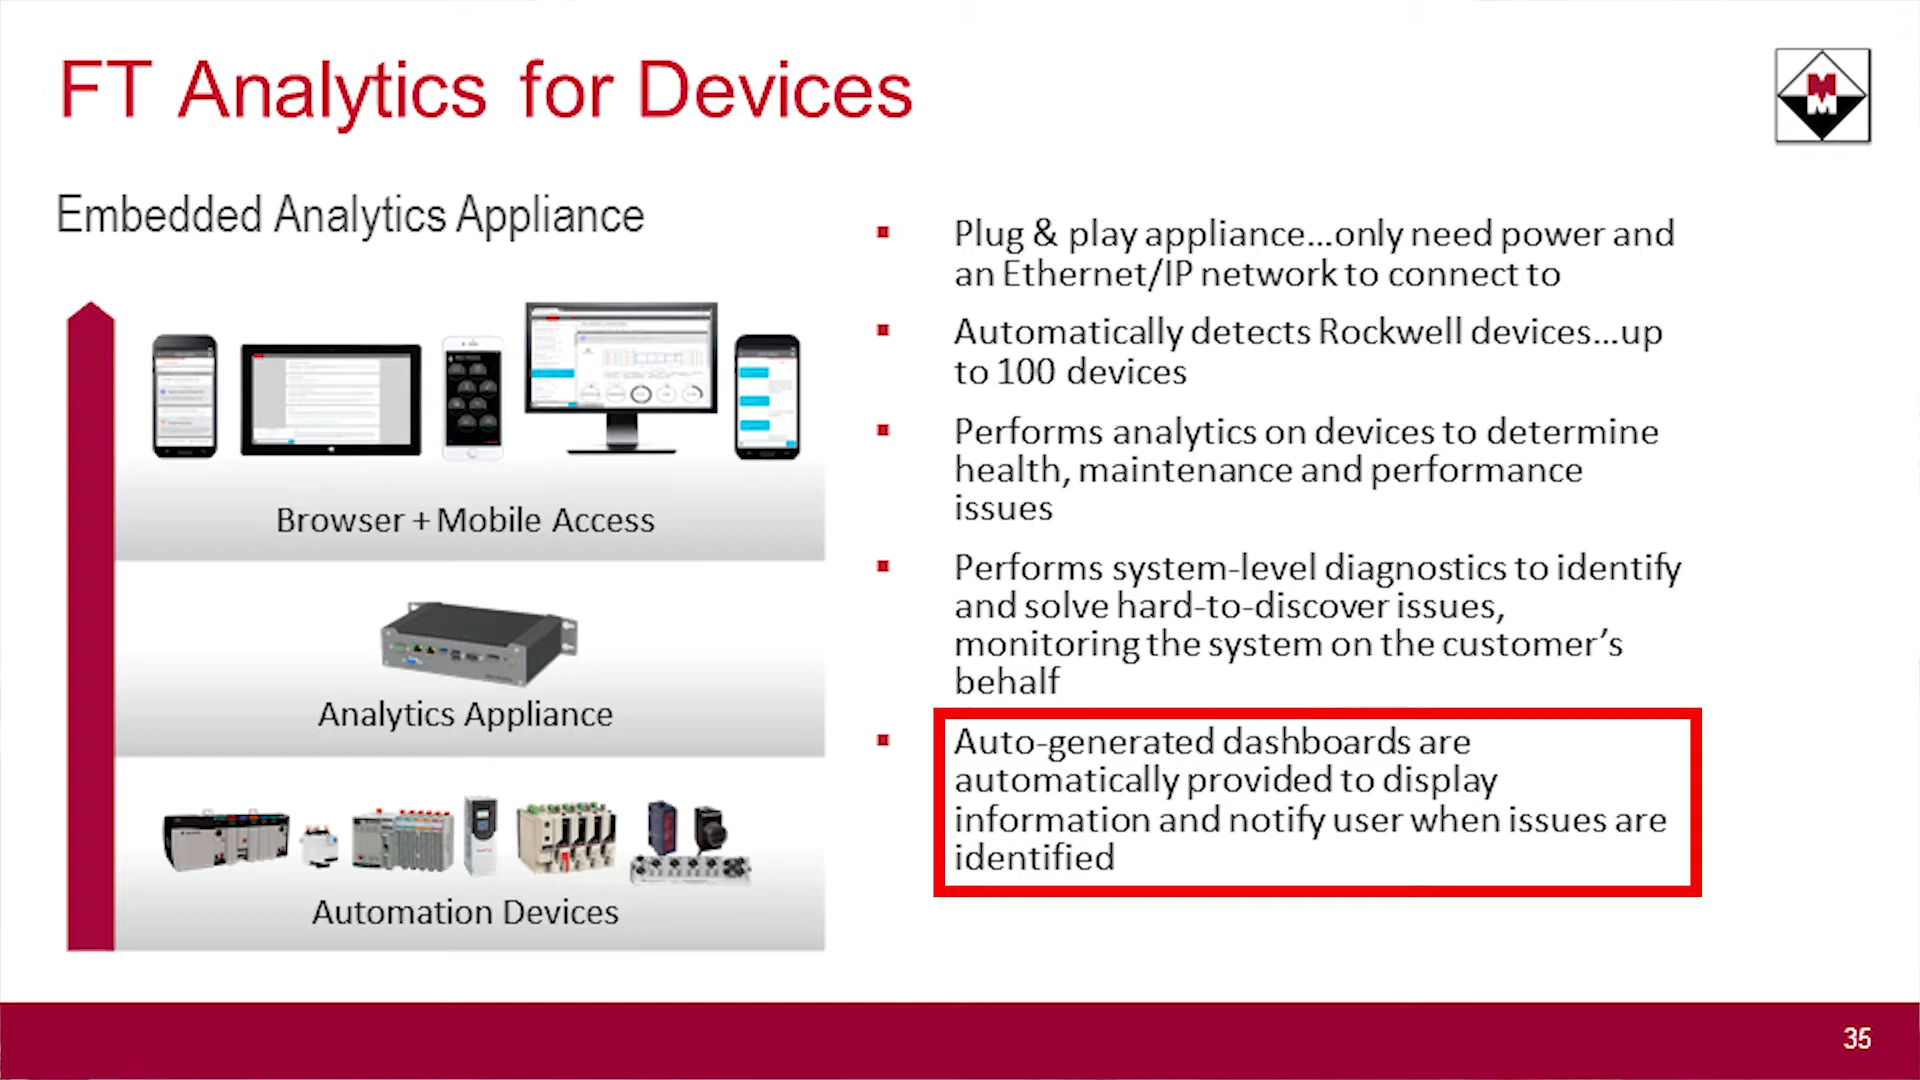 FT Analytics for Devices
M
M
Embedded Analytics Appliance
Browser + Mobile Access
Analytics Appliance
Automation Devices
Plug & play appliance...only need power and
an Ethernet/IP network to connect to
Automatically detects Rockwell devices...up
to 100 devices
Performs analytics on devices to determine
health, maintenance and performance
issues
Performs system-level diagnostics to identify
and solve hard-to-discover issues,
monitoring the system on the customer’s
behalf
Auto-generated dashboards are
automatically provided to display
information and notify user when issues are
identified
35